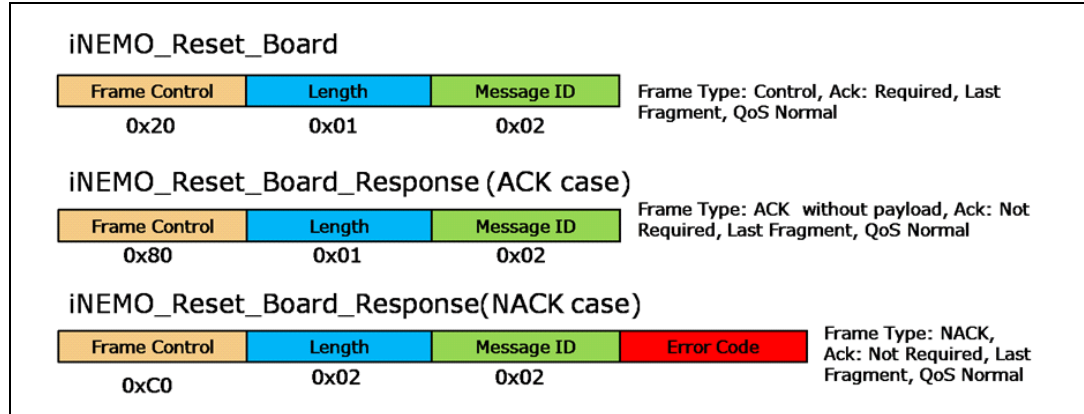 iNEMO_Reset_Board
Frame Control Length Message ID
0x20 0x01 0x02
Frame Type: Control, Ack: Required, Last
Fragment, QoS Normal
iNEMO_Reset_Board_Response (ACK case)
Frame Control Length Message ID
0x80 0x01 0x02
Frame Type: ACK without payload, Ack: Not
Required, Last Fragment, QoS Normal
iNEMO_Reset_Board_Response(NACK case)
Frame Control Length Message ID Error Code
0xC0 0x02 0x02
Frame Type: NACK,
Ack: Not Required, Last
Fragment, QoS Normal